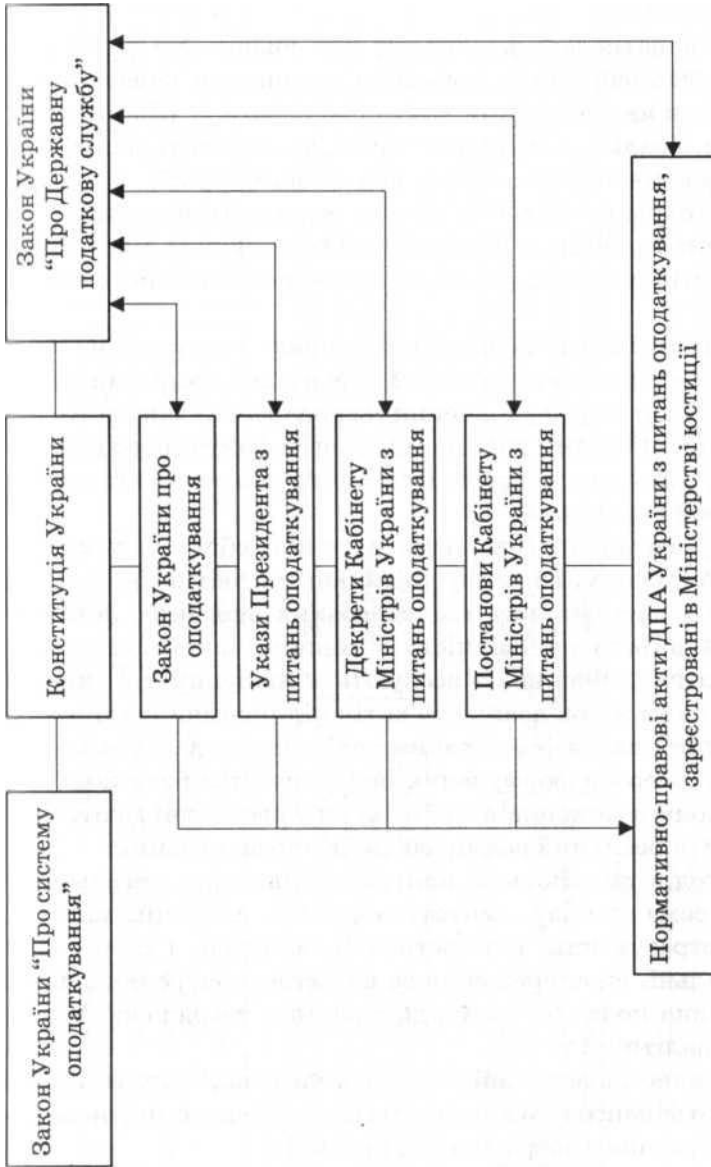 Закон України “Про систему
оподаткування”
Конституція України
Закон України
“Про Державну
податкову службу”
Закон України про
оподаткування
Укази Президента з
питань оподаткування
Декрети Кабінету
Міністрів України з
питань оподаткування
Постанови Кабінету
Міністрів України з
питань оподаткування
Нормативно-правові акти ДПА України з питань оподаткування,
зареєстровані в Міністерстві юстиції